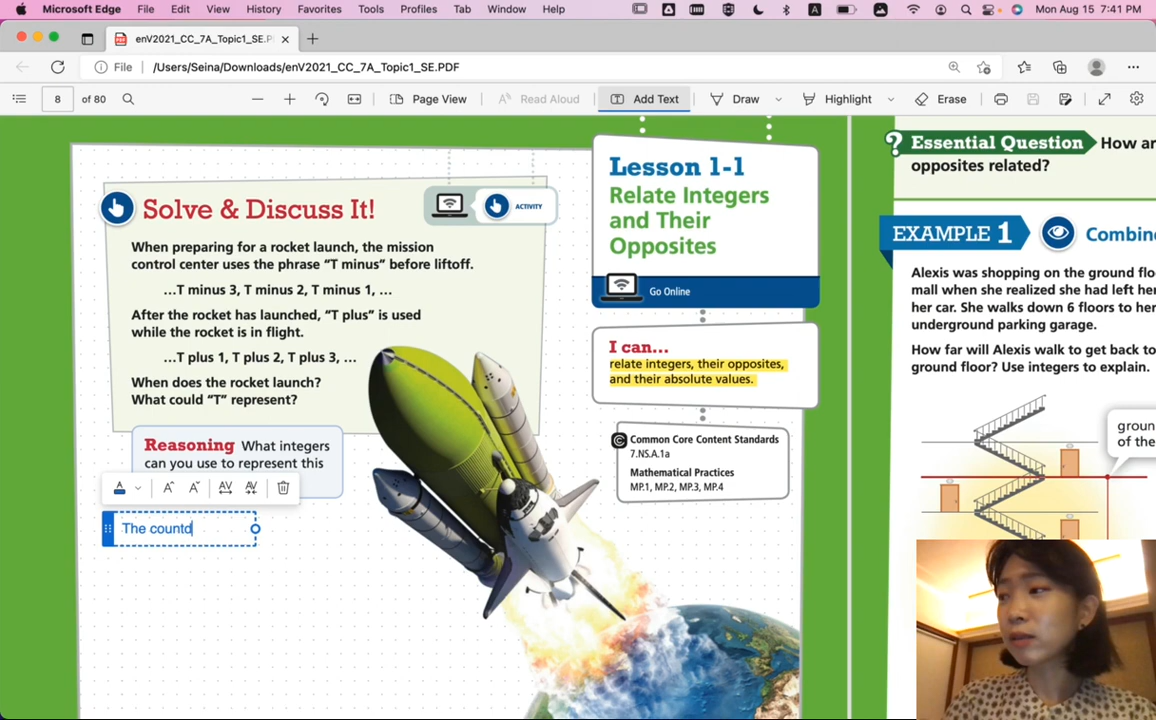 Microsoft Edge File Edit View History Favorites Tools Profiles Tab Window Help
A
Mon Aug 15 7:41 PM
enV2021_CC_7A_Topic1_SE.P
File /Users/Seina/Downloads/enV2021_CC_7A_Topic1_SE.PDF
8 of 80
Page View
Read Aloud
Add Text
Draw
Highlight
Erase
Solve & Discuss It!
ACTIVITY
When preparing for a rocket launch, the mission
control center uses the phrase “T minus” before liftoff.
...T minus 3, T minus 2, T minus 1, ...
After the rocket has launched, “T plus” is used
while the rocket is in flight.
...T plus 1, T plus 2, T plus 3, ...
When does the rocket launch?
What could “T” represent?
Reasoning What integers
can you use to represent this
The countd
Lesson 1-1
Relate Integers
and Their
Opposites
Go Online
I can...
relate integers, their opposites,
and their absolute values.
Common Core Content Standards
7.NS.A.1a
Mathematical Practices
MP.1, MP.2, MP.3, MP.4
? Essential Question How ar
opposites related?
EXAMPLE 1
Combin
Alexis was shopping on the ground flo
mall when she realized she had left her
her car. She walks down 6 floors to her
underground parking garage.
How far will Alexis walk to get back to
ground floor? Use integers to explain.
groun
of the